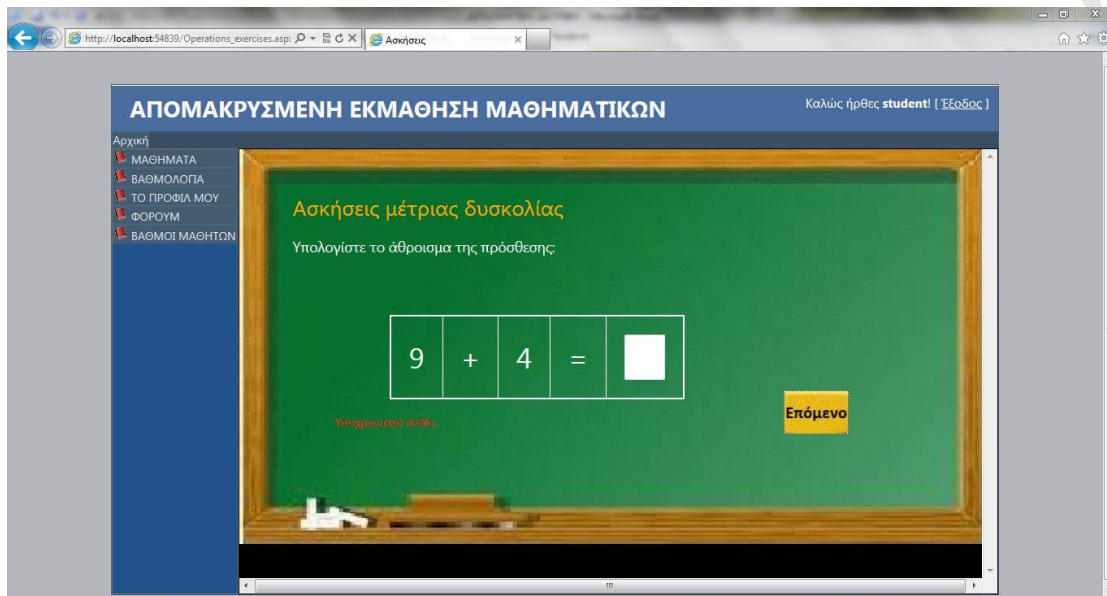 http://localhost:54839/Operations_exercises.asp:
Ασκήσεις
ΑΠΟΜΑΚΡΥΣΜΕΝΗ ΕΚΜΑΘΗΣΗ ΜΑΘΗΜΑΤΙΚΩΝ
Καλώς ήρθες student! [ Έξοδος ]
Αρχική
ΜΑΘΗΜΑΤΑ
ΒΑΘΜΟΛΟΓΙΑ
ΤΟ ΠΡΟΦΙΛ ΜΟΥ
ΦΟΡΟΥΜ
ΒΑΘΜΟΙ ΜΑΘΗΤΩΝ
Ασκήσεις μέτριας δυσκολίας
Υπολογίστε το άθροισμα της πρόσθεσης:
9 + 4 =
Επόμενο
Υποχρεωτικό πεδίο.